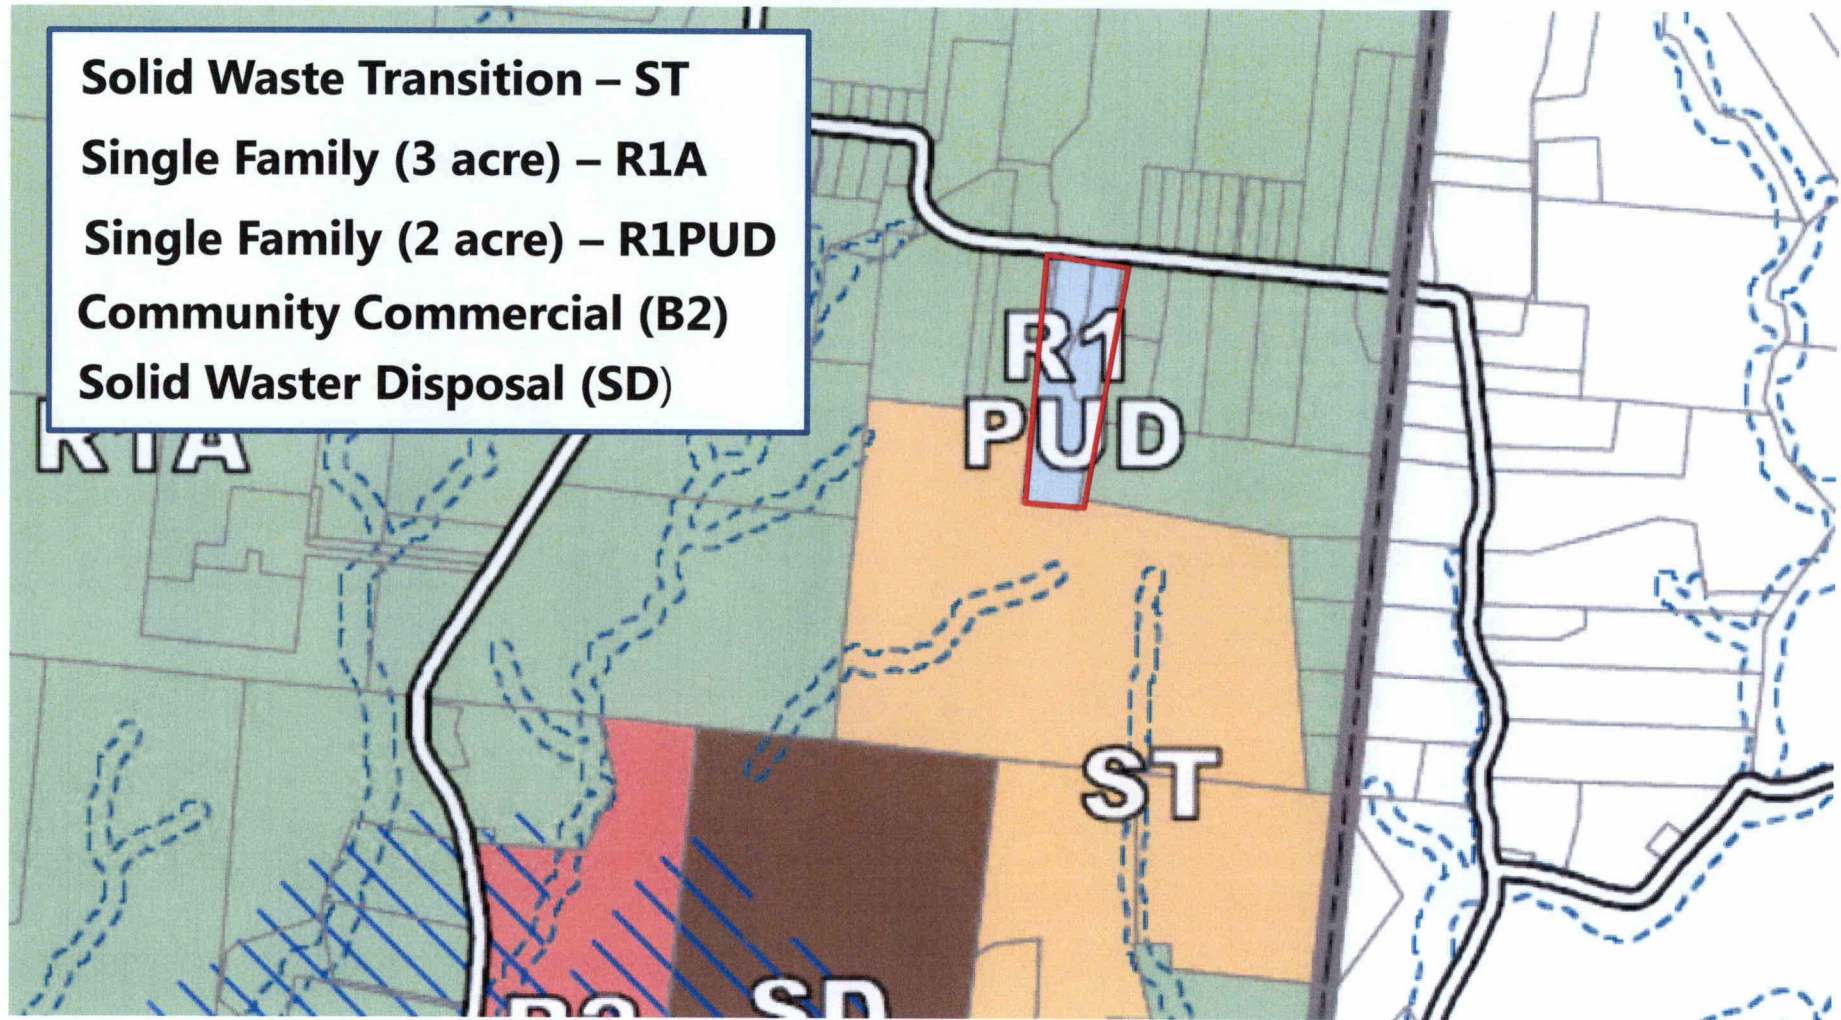 Solid Waste Transition – ST
Single Family (3 acre) – R1A
Single Family (2 acre) – R1PUD
Community Commercial (B2)
Solid Waster Disposal (SD)
R1A
R1
PUD
ST
B2
SD